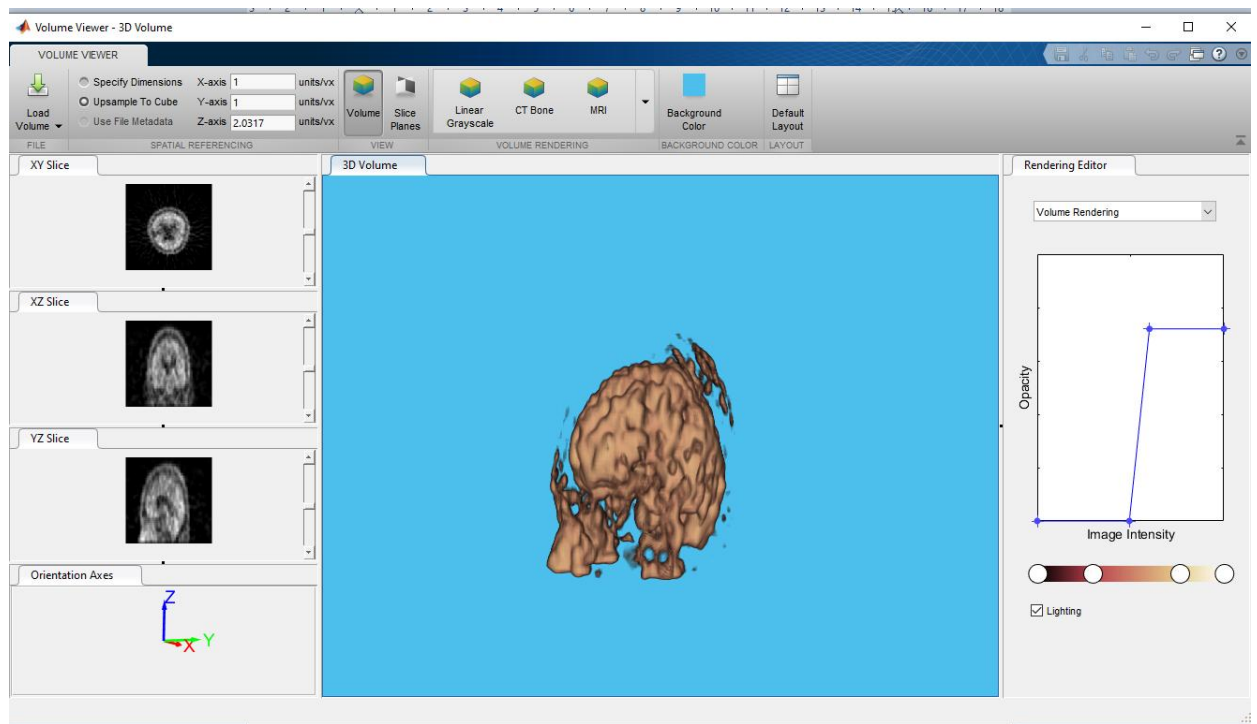 Volume Viewer - 3D Volume
VOLUME VIEWER
Load Volume
Specify Dimensions
Upsample To Cube
Use File Metadata
X-axis 1 units/vx
Y-axis 1 units/vx
Z-axis 2.0317 units/vx
Volume
Slice Planes
Linear Grayscale
CT Bone
MRI
Background Color
Default Layout
FILE
SPATIAL REFERENCING
VIEW
VOLUME RENDERING
BACKGROUND COLOR
LAYOUT
XY Slice
3D Volume
Rendering Editor
Volume Rendering
XZ Slice
Opacity
YZ Slice
Image Intensity
Orientation Axes
Lighting
Z
Y
X